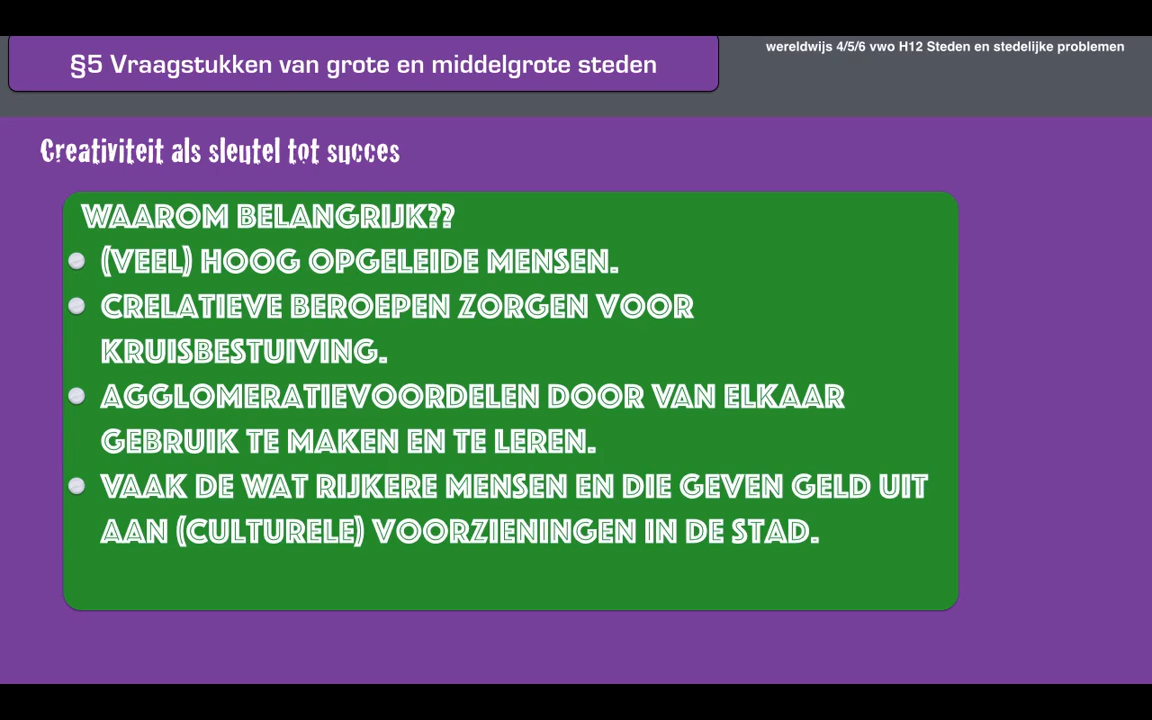 §5 Vraagstukken van grote en middelgrote steden
wereldwijs 4/5/6 vwo H12 Steden en stedelijke problemen
Creativiteit als sleutel tot succes
WAAROM BELANGRIJK??
(VEEL) HOOG OPGELEIDE MENSEN.
CRELATIEVE BEROEPEN ZORGEN VOOR
KRUISBESTUIVING.
AGGLOMERATIEVOORDELEN DOOR VAN ELKAAR
GEBRUIK TE MAKEN EN TE LEREN.
VAAK DE WAT RIJKERE MENSEN EN DIE GEVEN GELD UIT
AAN (CULTURELE) VOORZIENINGEN IN DE STAD.